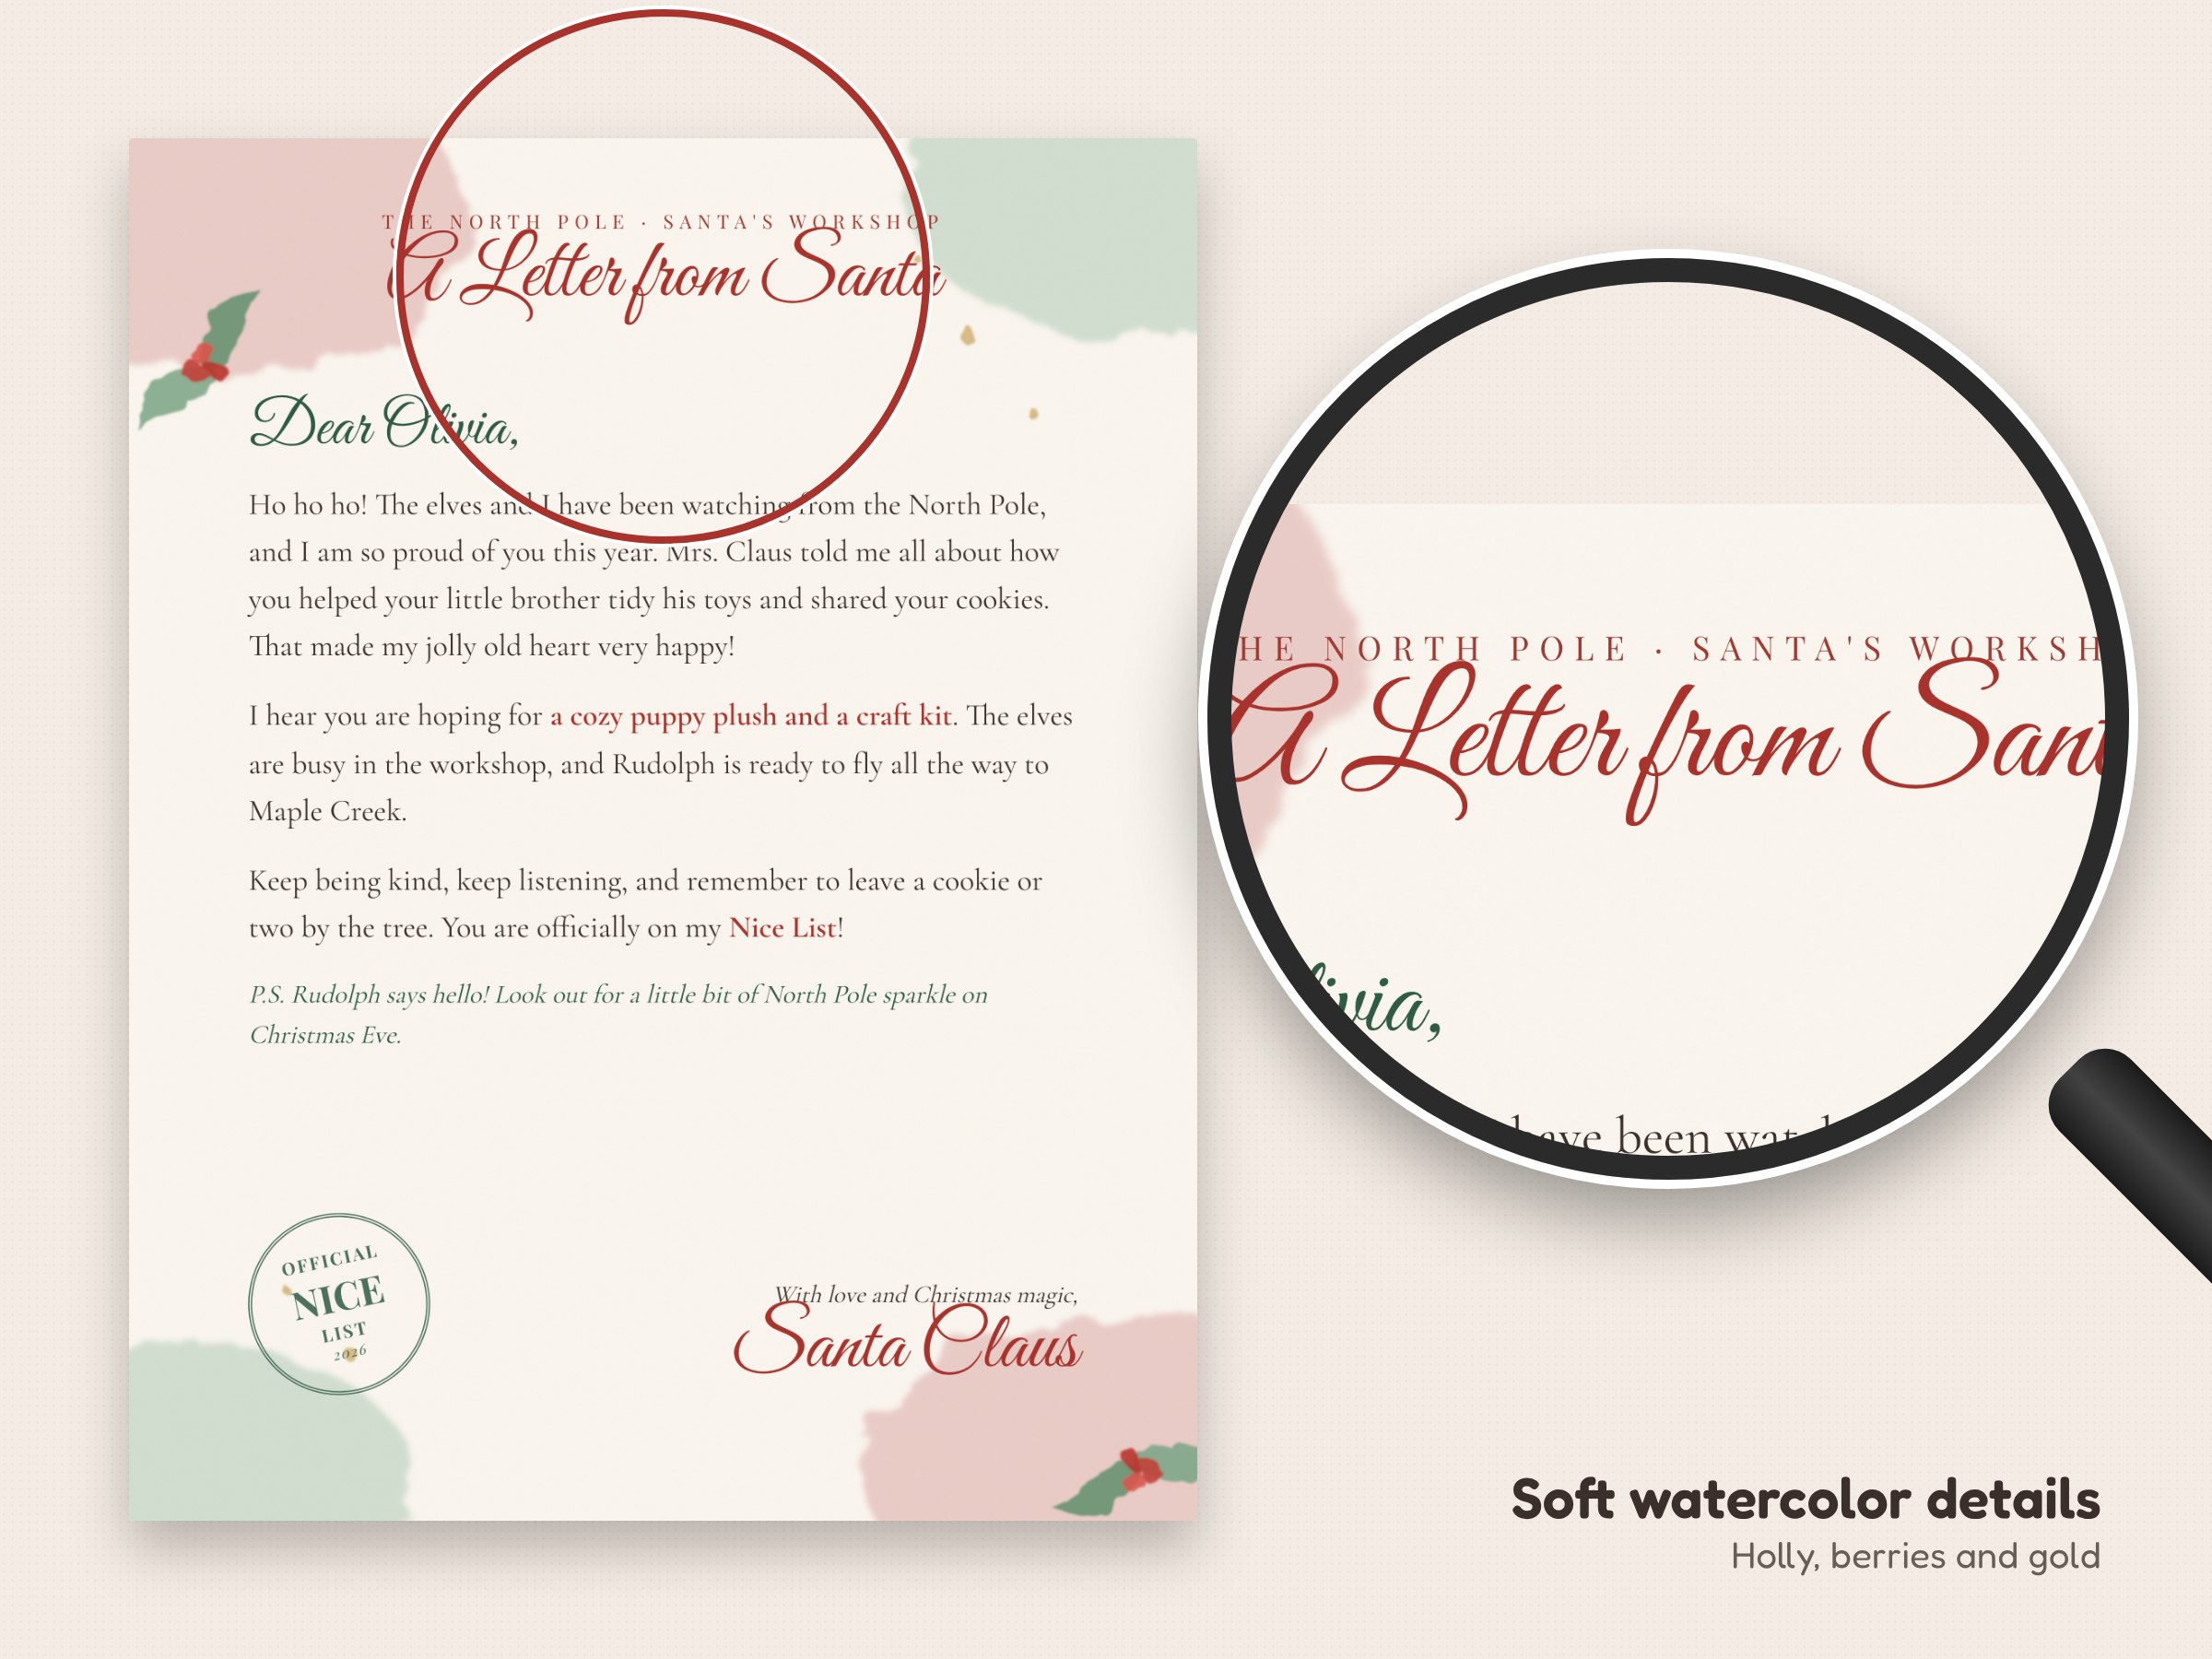 THE NORTH POLE · SANTA'S WORKSHOP
A Letter from Santa
Dear Olivia,
Ho ho ho! The elves and I have been watching from the North Pole,
and I am so proud of you this year. Mrs. Claus told me all about how
you helped your little brother tidy his toys and shared your cookies.
That made my jolly old heart very happy!
I hear you are hoping for a cozy puppy plush and a craft kit. The elves
are busy in the workshop, and Rudolph is ready to fly all the way to
Maple Creek.
Keep being kind, keep listening, and remember to leave a cookie or
two by the tree. You are officially on my Nice List!
P.S. Rudolph says hello! Look out for a little bit of North Pole sparkle on
Christmas Eve.
OFFICIAL
NICE
LIST
2026
With love and Christmas magic,
Santa Claus
HE NORTH POLE · SANTA'S WORKSH
A Letter from Sant
ivia,
have been watch
Soft watercolor details
Holly, berries and gold